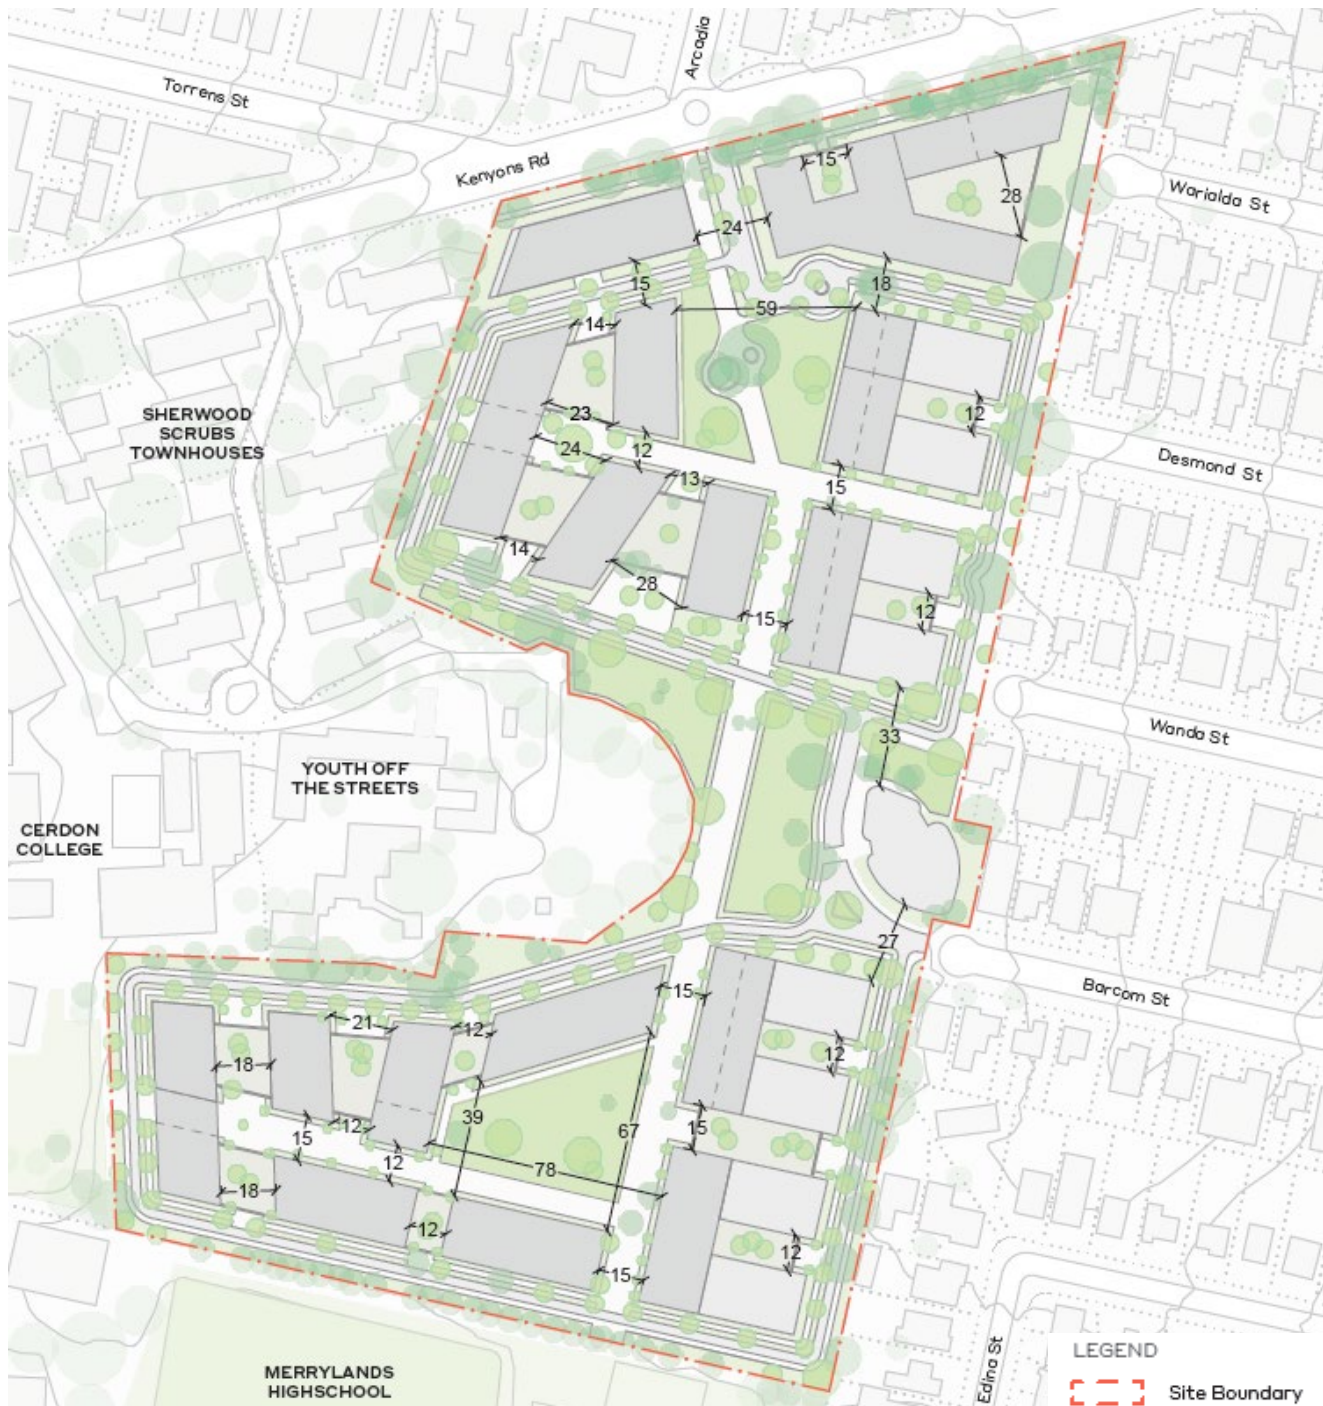 Arcadia
Torrens St
Kenyons Rd
15
28
Warialda St
24
15
18
59
14
SHERWOOD
SCRUBS
TOWNHOUSES
23
12
24
12
13
Desmond St
15
14
28
12
15
Wanda St
33
YOUTH OFF
THE STREETS
CERDON
COLLEGE
27
Barcom St
15
21
12
12
18
39
12
15
67
15
12
78
18
12
12
15
MERRYLANDS
HIGHSCHOOL
Edina St
LEGEND
Site Boundary